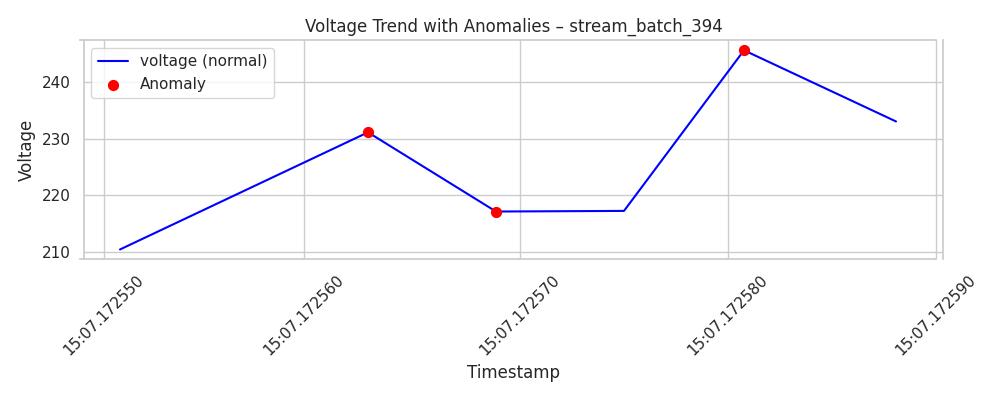 Voltage Trend with Anomalies – stream_batch_394
voltage (normal)
Anomaly
Voltage
240
230
220
210
15:07.172550
15:07.172560
15:07.172570
15:07.172580
15:07.172590
Timestamp